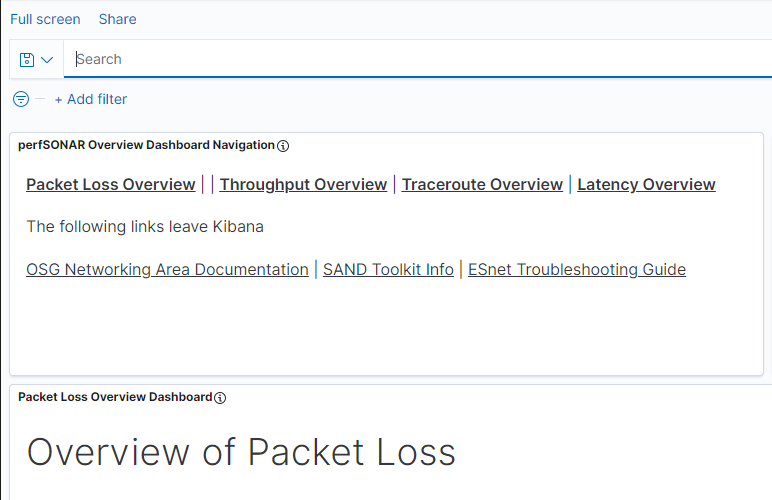 Full screen Share
Search
+ Add filter
perfSONAR Overview Dashboard Navigation
Packet Loss Overview | | Throughput Overview | Traceroute Overview | Latency Overview
The following links leave Kibana
OSG Networking Area Documentation | SAND Toolkit Info | ESnet Troubleshooting Guide
Packet Loss Overview Dashboard
Overview of Packet Loss